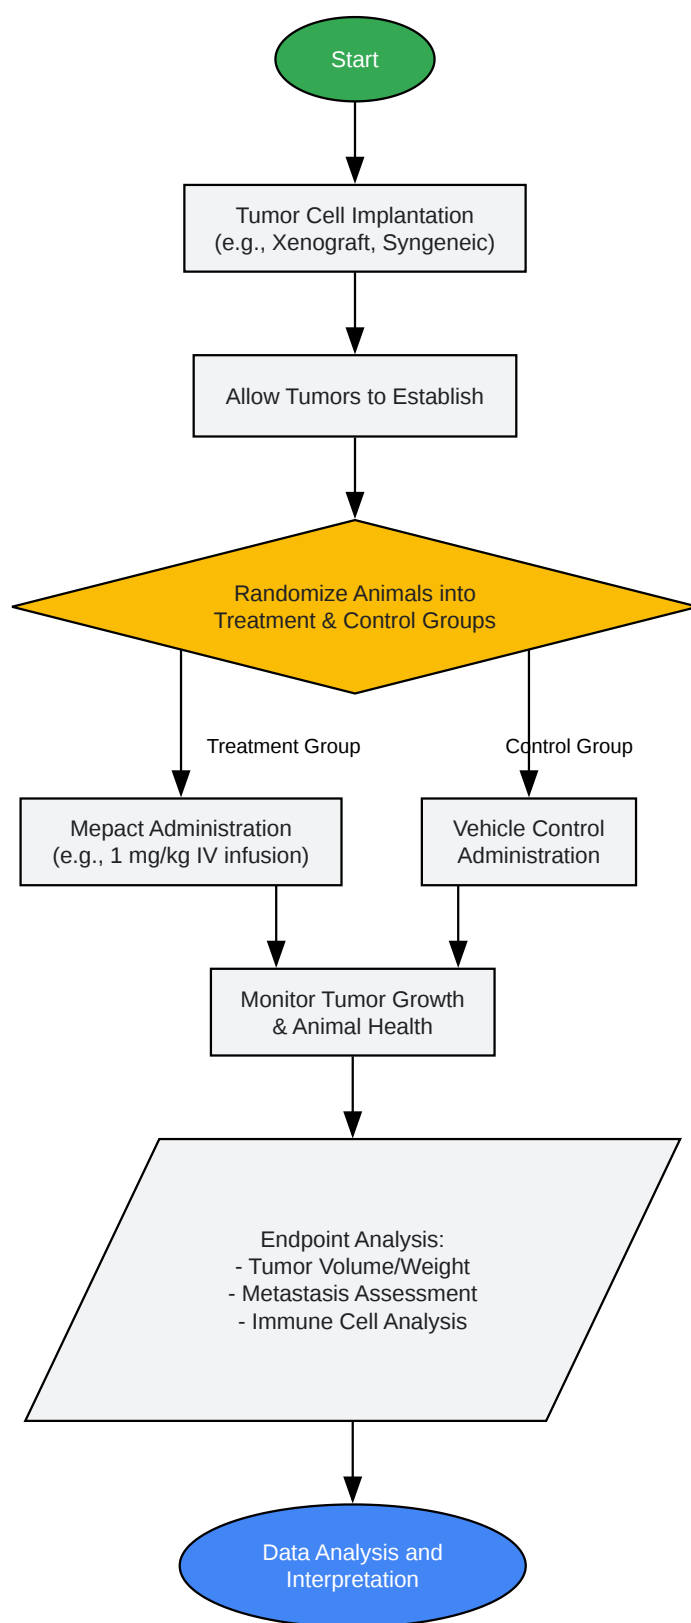 Start
Tumor Cell Implantation
(e.g., Xenograft, Syngeneic)
Allow Tumors to Establish
Randomize Animals into
Treatment & Control Groups
Treatment Group
Control Group
Mepact Administration
(e.g., 1 mg/kg IV infusion)
Vehicle Control
Administration
Monitor Tumor Growth
& Animal Health
Endpoint Analysis:
- Tumor Volume/Weight
- Metastasis Assessment
- Immune Cell Analysis
Data Analysis and
Interpretation